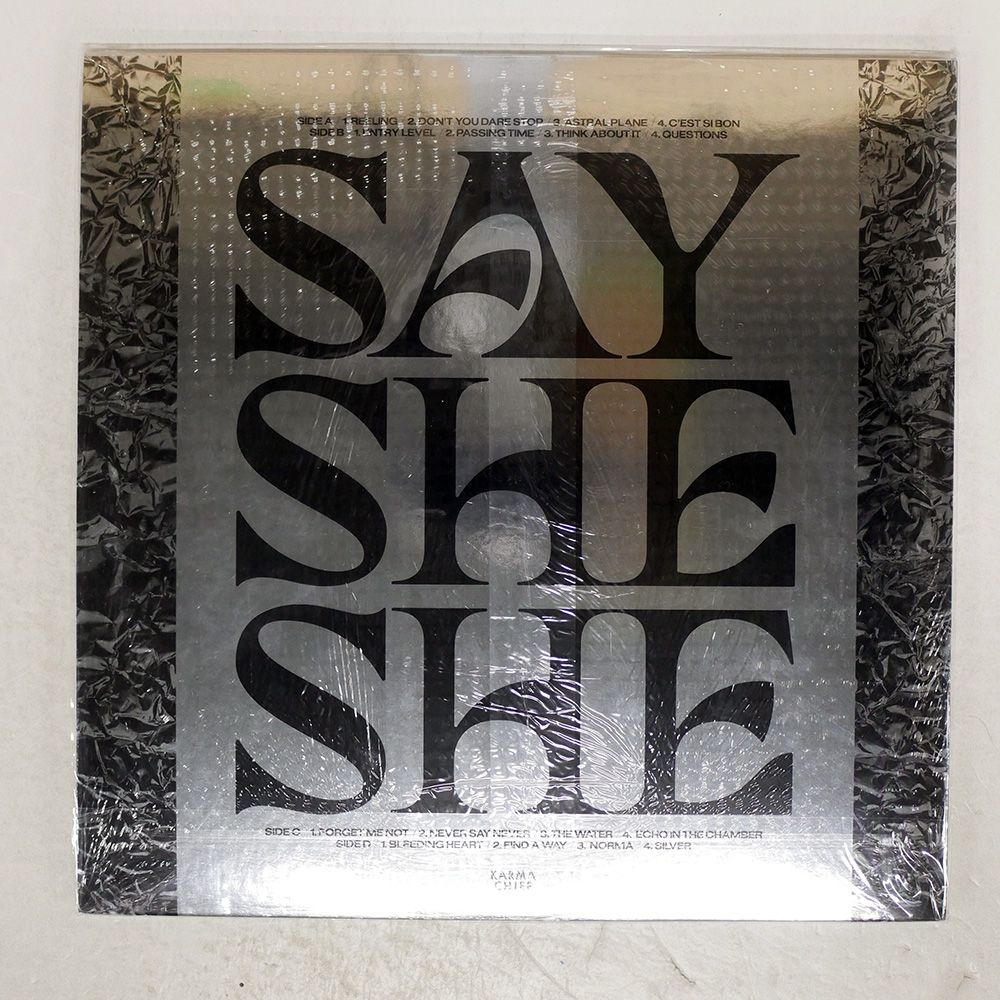 SIDE A / 1. REELING / 2. DON'T YOU DARE STOP / 3. ASTRAL PLANE / 4. C'EST SI BON
SIDE B / 1. ENTRY LEVEL / 2. PASSING TIME / 3. THINK ABOUT IT / 4. QUESTIONS
SAY
SHE
SHE
SIDE C / 1. FORGET ME NOT / 2. NEVER SAY NEVER / 3. THE WATER / 4. ECHO IN THE CHAMBER
SIDE D / 1. BLEEDING HEART / 2. FIND A WAY / 3. NORMA / 4. SILVER
KARMA
CHIEF